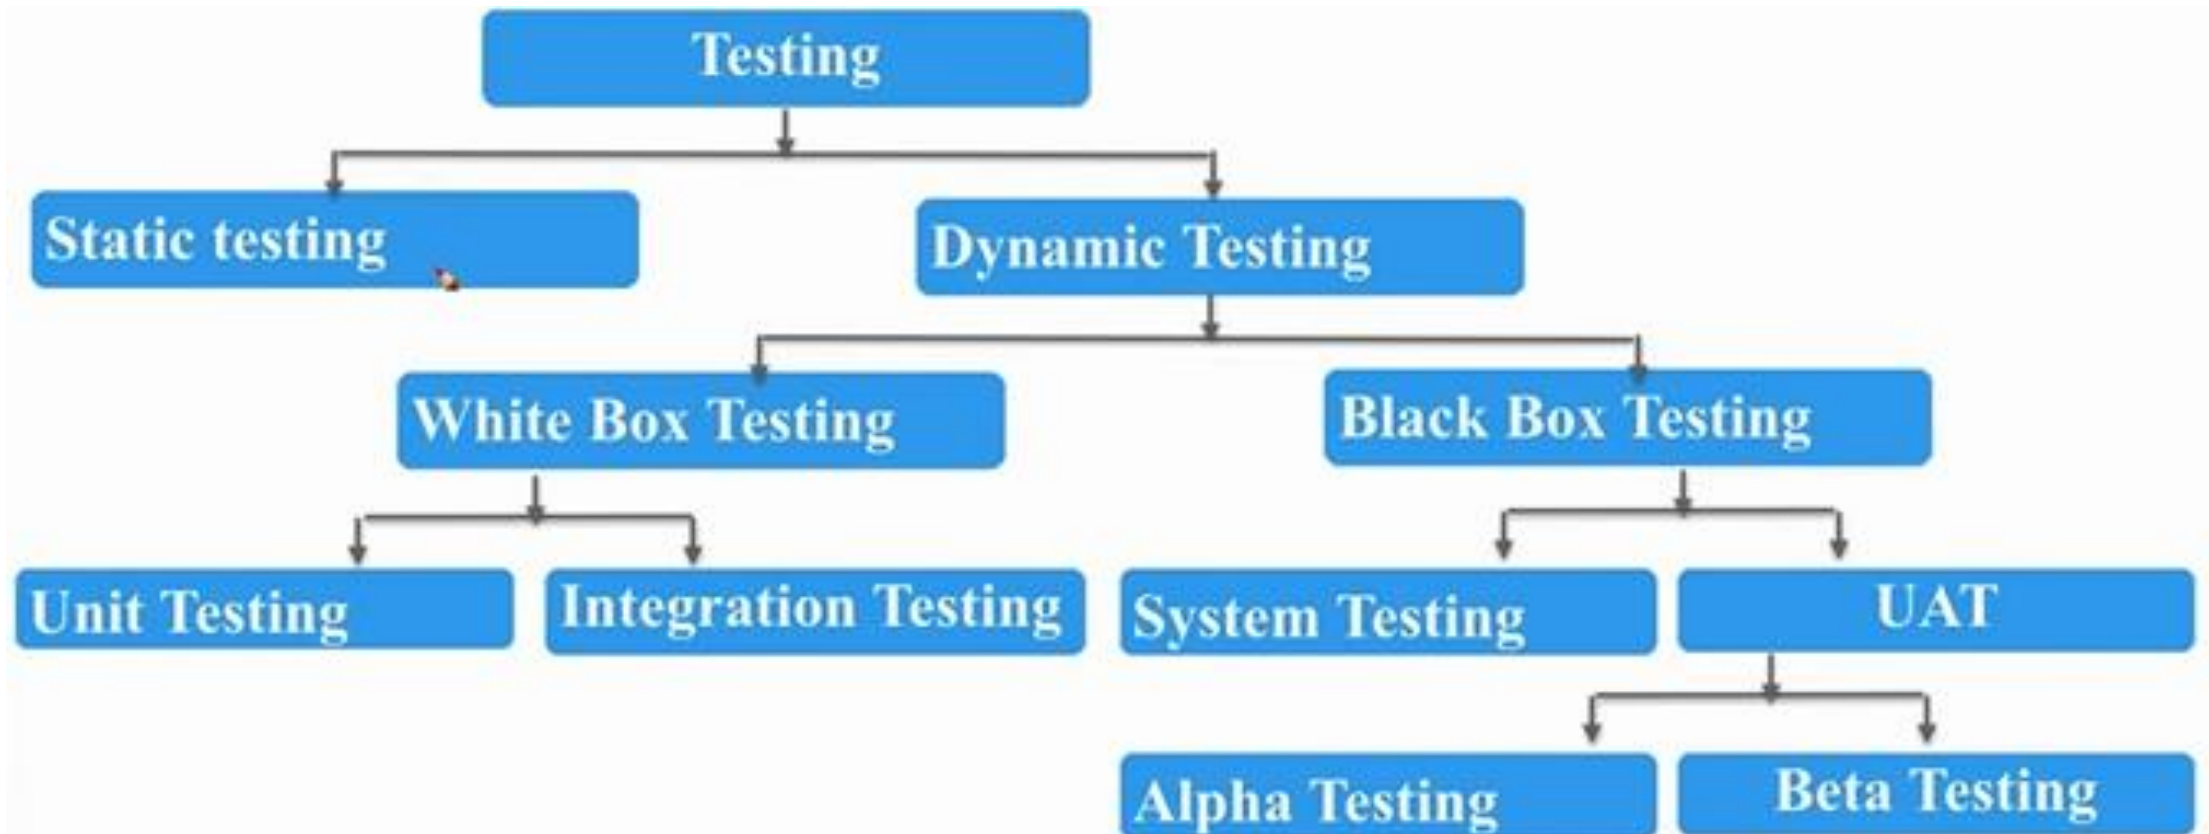 Testing
Static testing
Dynamic Testing
White Box Testing
Black Box Testing
Unit Testing
Integration Testing
System Testing
UAT
Alpha Testing
Beta Testing